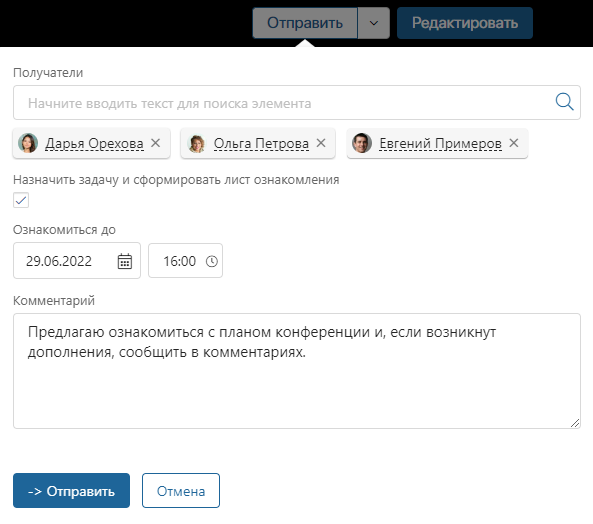 Отправить Редактировать
Получатели
Начните вводить текст для поиска элемента
Дарья Орехова Ольга Петрова Евгений Примеров
Назначить задачу и сформировать лист ознакомления
Ознакомиться до
29.06.2022 16:00
Комментарий
Предлагаю ознакомиться с планом конференции и, если возникнут
дополнения, сообщить в комментариях.
-> Отправить Отмена